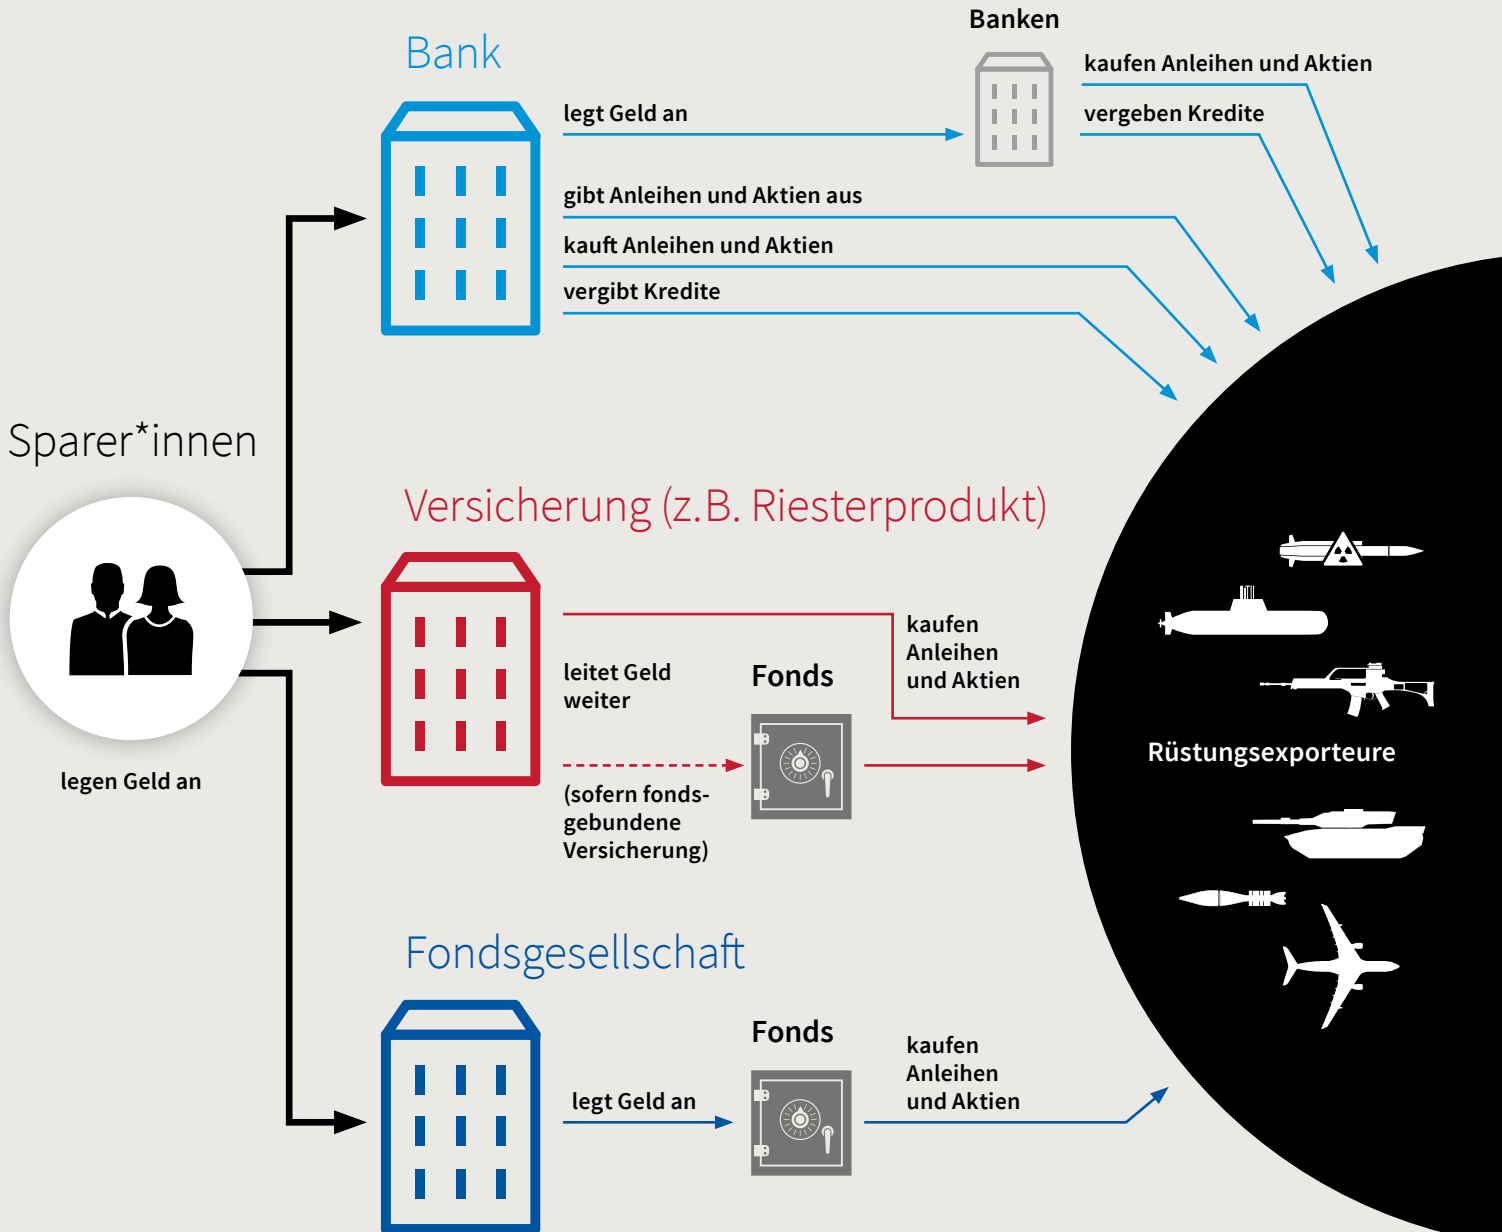 Banken
Bank
kaufen Anleihen und Aktien
legt Geld an
vergeben Kredite
gibt Anleihen und Aktien aus
kauft Anleihen und Aktien
vergibt Kredite
Sparer*innen
legen Geld an
Versicherung (z.B. Riesterprodukt)
leitet Geld
weiter
(sofern fonds-
gebundene
Versicherung)
Fonds
kaufen
Anleihen
und Aktien
Rüstungsexporteure
Fondsgesellschaft
legt Geld an
Fonds
kaufen
Anleihen
und Aktien